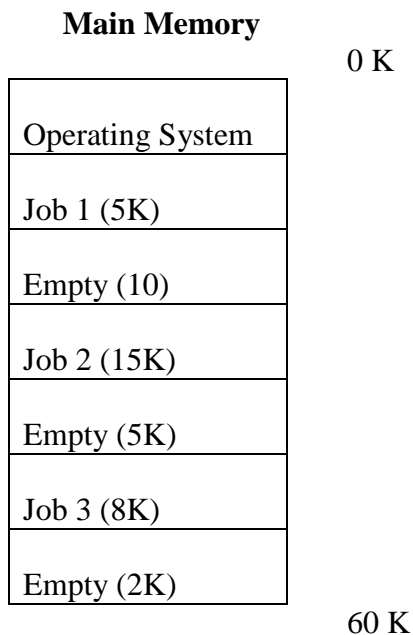 Main Memory
0 K
Operating System
Job 1 (5K)
Empty (10)
Job 2 (15K)
Empty (5K)
Job 3 (8K)
Empty (2K)
60 K